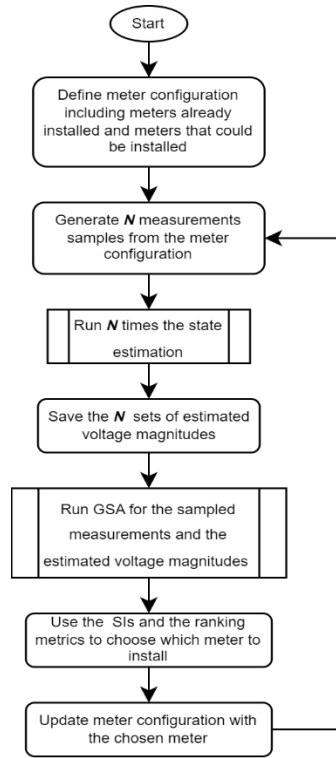 Start
Define meter configuration
including meters already
installed and meters that could
be installed
Generate N measurements
samples from the meter
configuration
Run N times the state
estimation
Save the N sets of estimated
voltage magnitudes
Run GSA for the sampled
measurements and the
estimated voltage magnitudes
Use the SIs and the ranking
metrics to choose which meter to
install
Update meter configuration with
the chosen meter